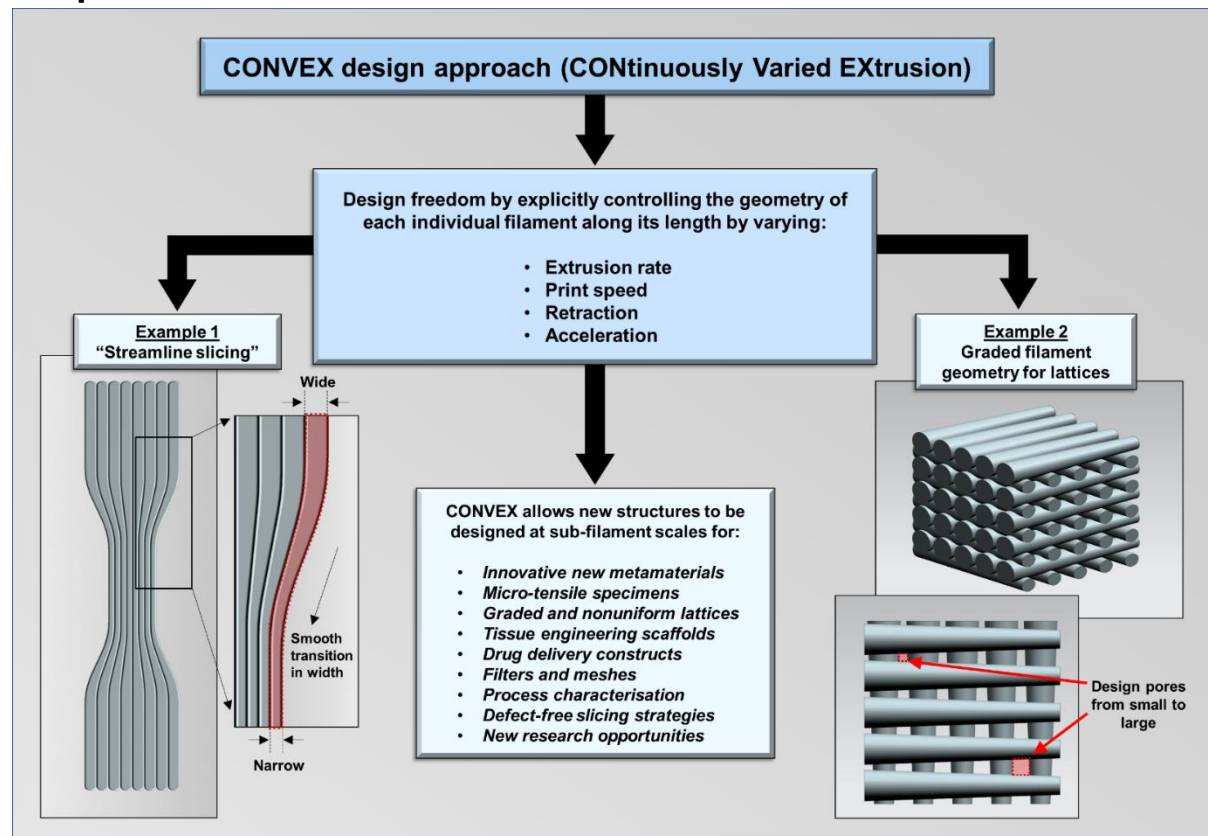 CONVEX design approach (CONtinuously Varied EXtrusion)
Design freedom by explicitly controlling the geometry of
each individual filament along its length by varying:
• Extrusion rate
• Print speed
• Retraction
• Acceleration
Example 1
“Streamline slicing”
Wide
Smooth
transition
in width
Narrow
CONVEX allows new structures to be
designed at sub-filament scales for:
• Innovative new metamaterials
• Micro-tensile specimens
• Graded and nonuniform lattices
• Tissue engineering scaffolds
• Drug delivery constructs
• Filters and meshes
• Process characterisation
• Defect-free slicing strategies
• New research opportunities
Example 2
Graded filament
geometry for lattices
Design pores
from small to
large